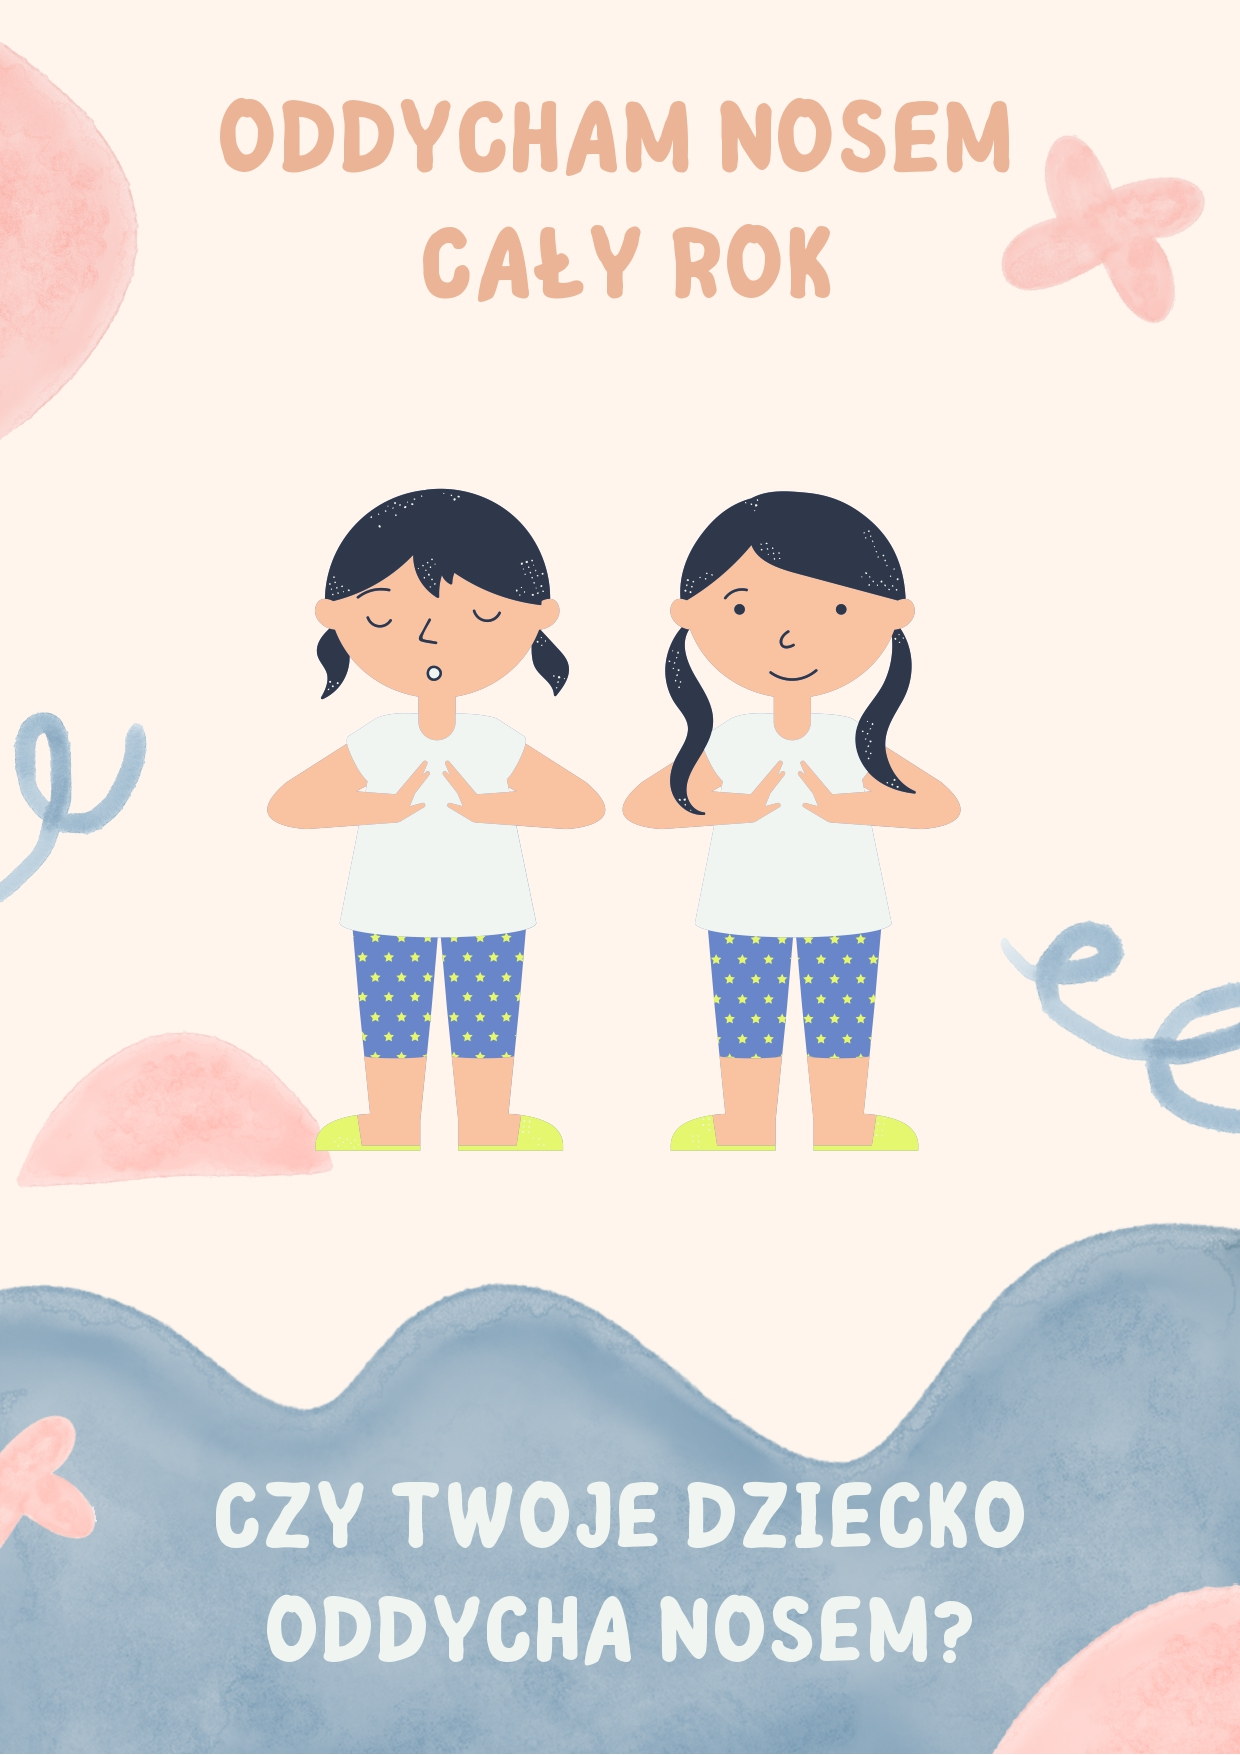 ODDYCHAM NOSEM
CAŁY ROK
CZY TWOJE DZIECKO
ODDYCHA NOSEM?